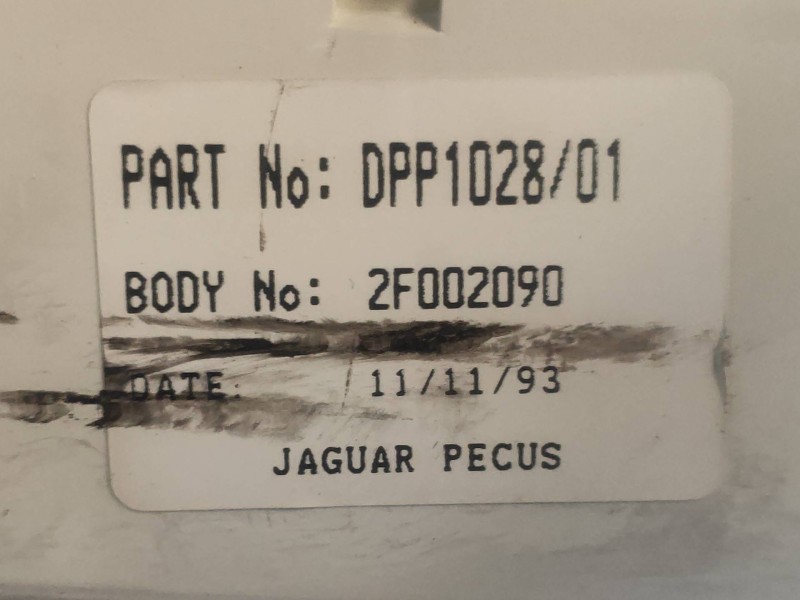 PART No: DPP1028/01
BODY No: 2F002090
DATE: 11/11/93
JAGUAR PECUS